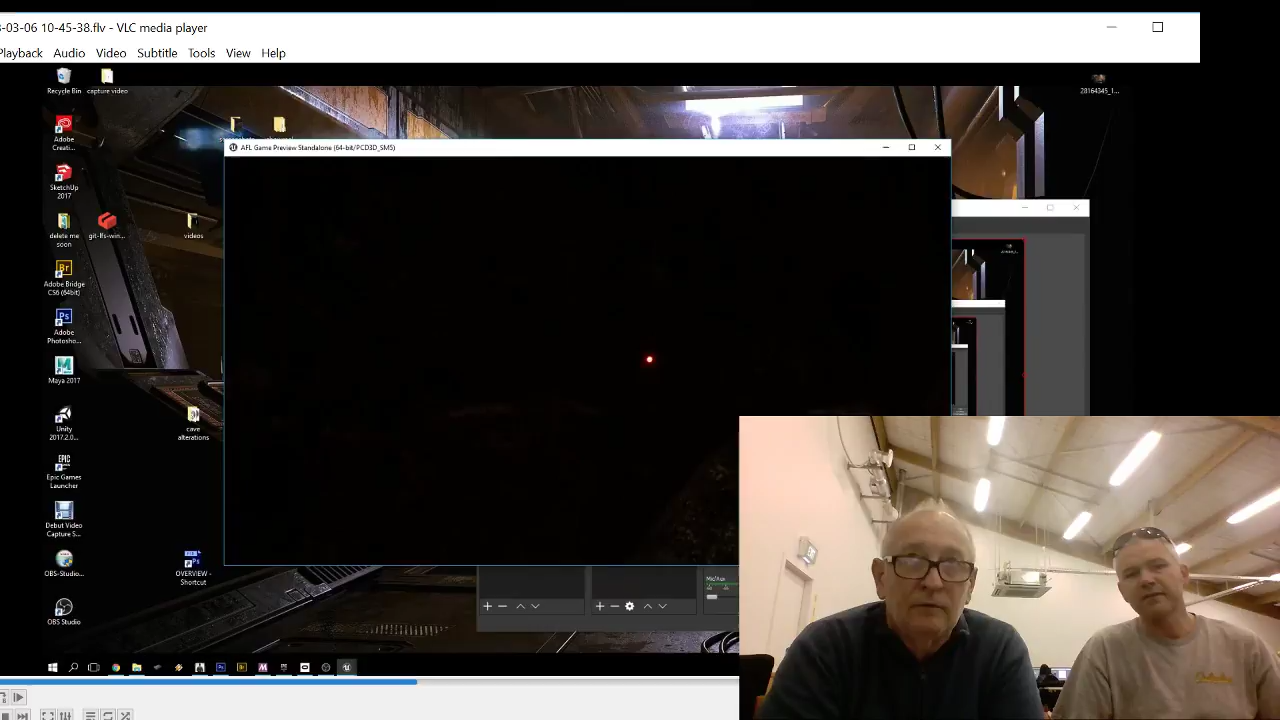 -03-06 10-45-38.flv - VLC media player
Playback Audio Video Subtitle Tools View Help
Recycle Bin
capture video
28164345_1...
Adobe Creati...
AFL Game Preview Standalone (64-bit/PCD3D_SM5)
SketchUp 2017
delete me soon
git-lfs-win...
videos
Adobe Bridge CS6 (64bit)
Adobe Photosho...
Maya 2017
Unity 2017.2.0...
cave alterations
Epic Games Launcher
Debut Video Capture S...
OBS-Studio...
OVERVIEW - Shortcut
Mic/Aux
OBS Studio